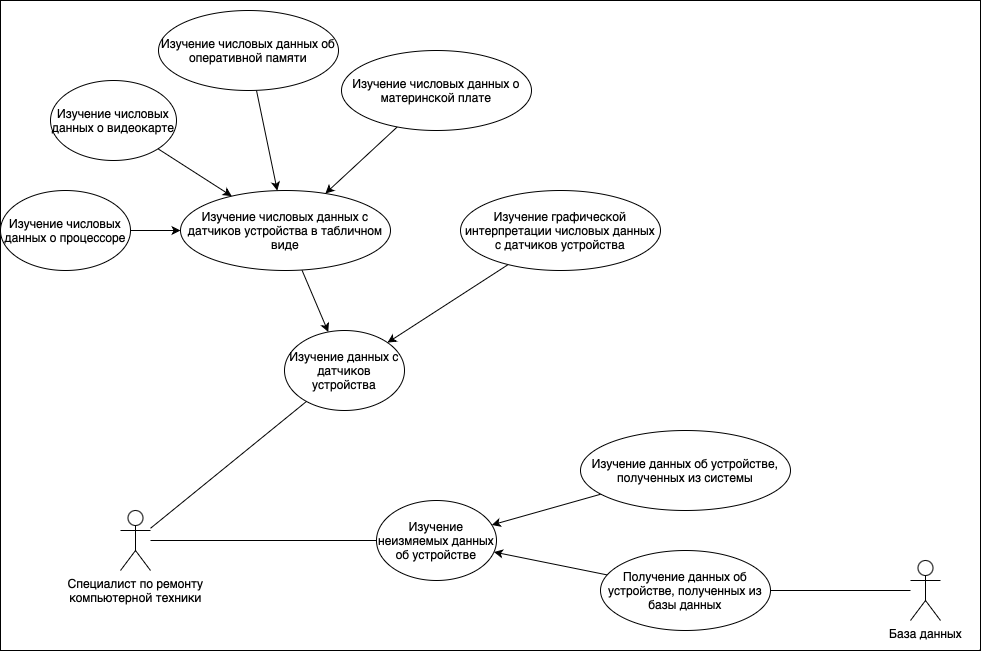 Изучение числовых данных об
оперативной памяти
Изучение числовых данных о
материнской плате
Изучение числовых
данных о видеокарте
Изучение числовых
данных о процессоре
Изучение числовых данных с
датчиков устройства в табличном
виде
Изучение графической
интерпретации числовых данных
с датчиков устройства
Изучение данных с
датчиков
устройства
Изучение данных об устройстве,
полученных из системы
Изучение
неизмяемых данных
об устройстве
Получение данных об
устройстве, полученных из
базы данных
Специалист по ремонту
компьютерной техники
База данных